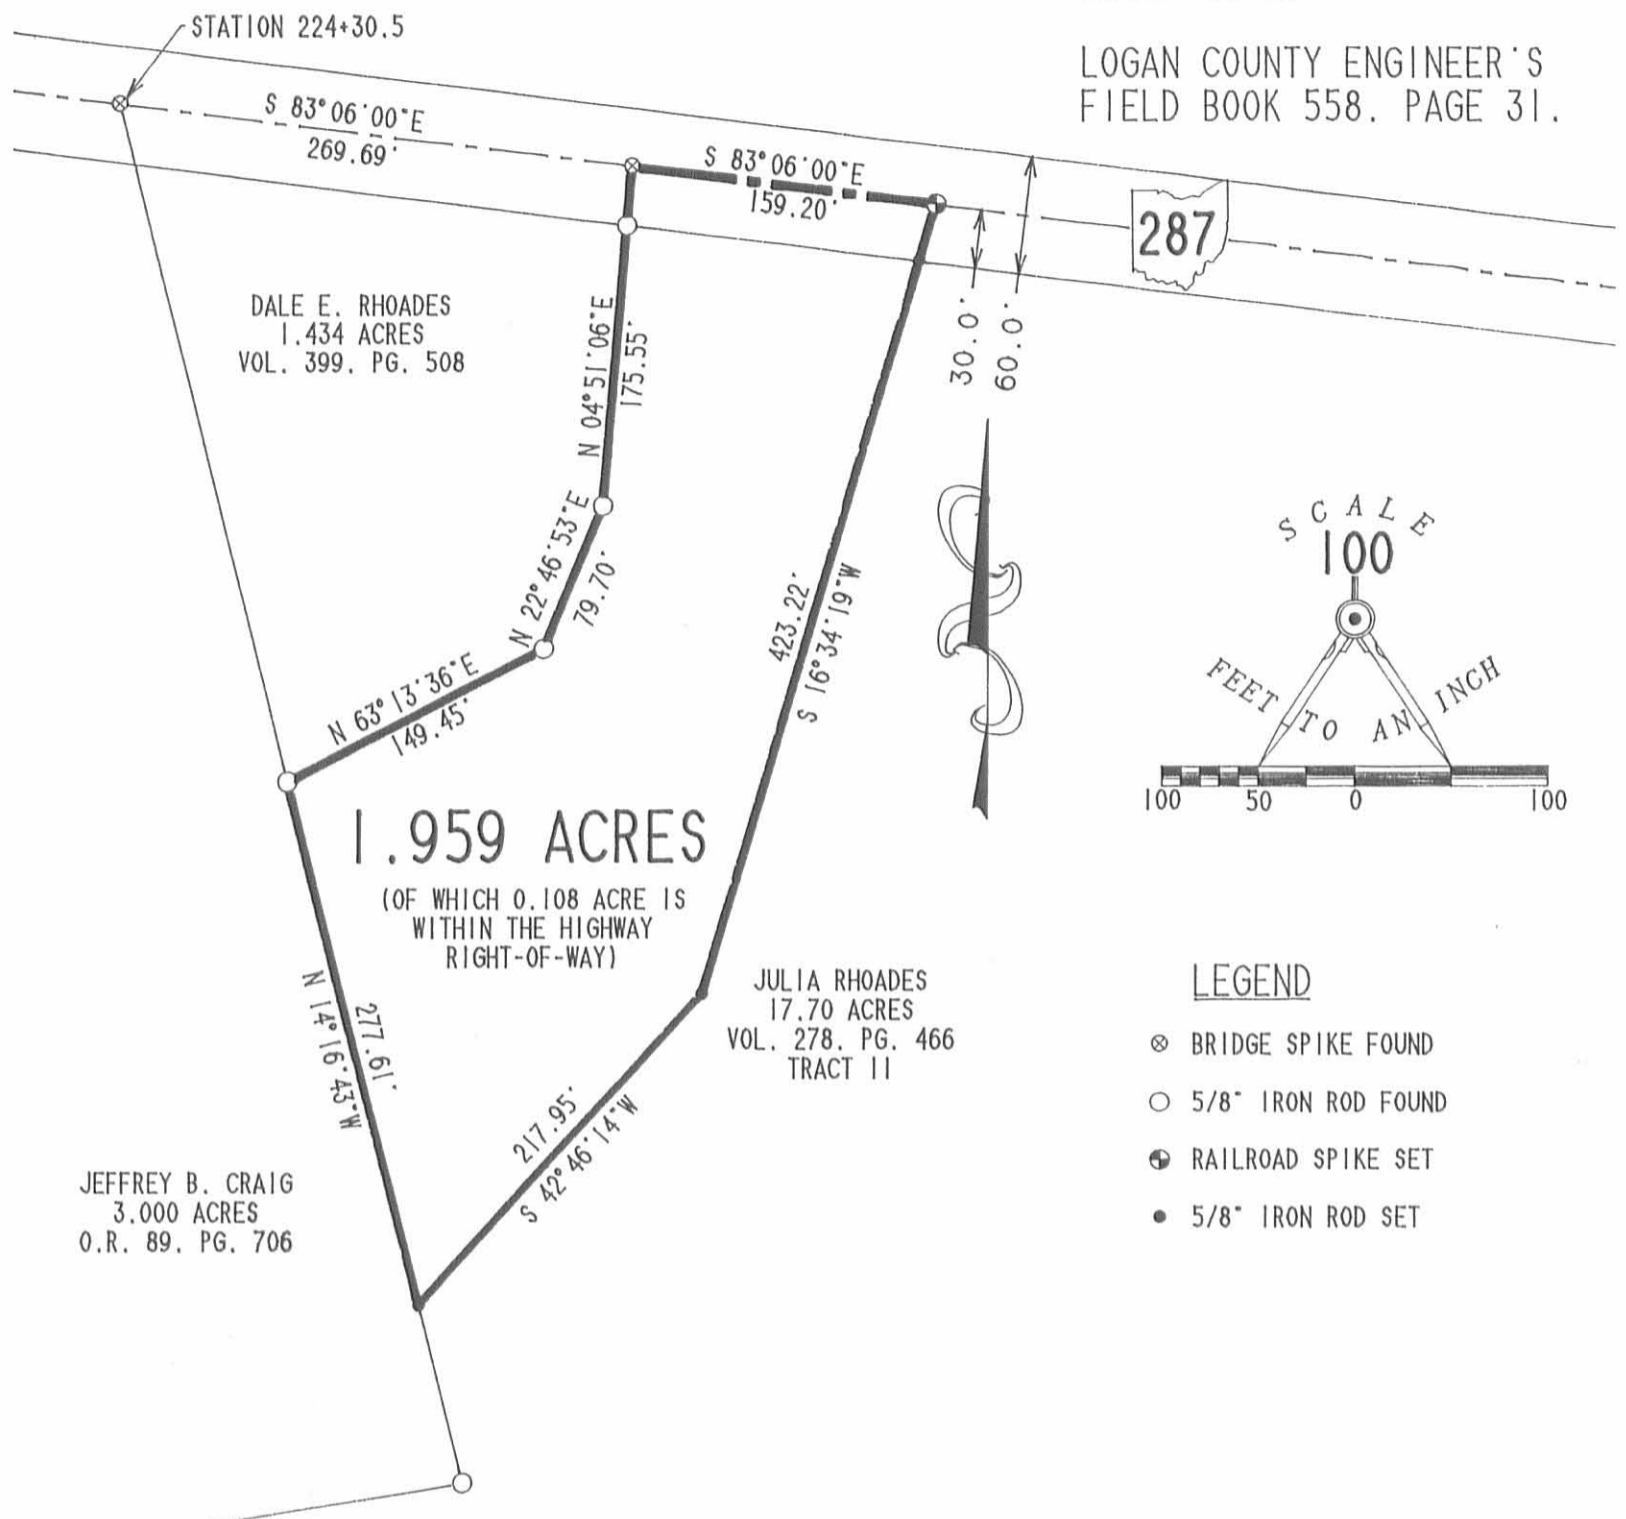 STATION 224+30.5
LOGAN COUNTY ENGINEER'S
FIELD BOOK 558. PAGE 31.
S 83°06'00"E
269.69'
S 83°06'00"E
159.20'
287
30.0'
60.0'
DALE E. RHOADES
1.434 ACRES
VOL. 399. PG. 508
N 04°51'06"E
175.55'
N 22°46'53"E
79.70'
N 63°13'36"E
149.45'
423.22'
S 16°34'19"W
SCALE
100
FEET TO AN INCH
100 50 0 100
1.959 ACRES
(OF WHICH 0.108 ACRE IS
WITHIN THE HIGHWAY
RIGHT-OF-WAY)
N 14°16'43"W
277.61'
JULIA RHOADES
17.70 ACRES
VOL. 278. PG. 466
TRACT II
217.95'
S 42°46'14"W
JEFFREY B. CRAIG
3.000 ACRES
O.R. 89. PG. 706
LEGEND
BRIDGE SPIKE FOUND
5/8" IRON ROD FOUND
RAILROAD SPIKE SET
5/8" IRON ROD SET